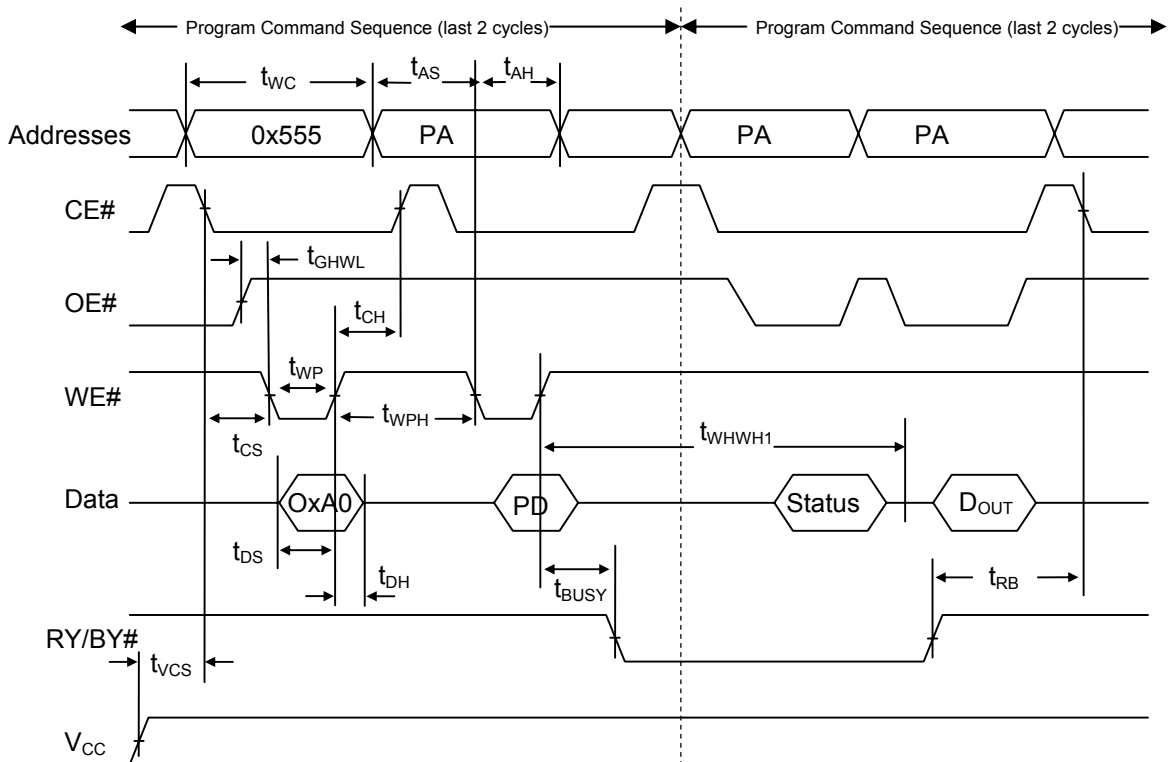 Program Command Sequence (last 2 cycles) Program Command Sequence (last 2 cycles)
tWC tAS tAH
Addresses 0x555 PA PA PA
CE#
tGHWL
OE#
tCH
tWP
WE#
tWPH
tCS tWHWH1
Data OxA0 PD Status DOUT
tDS tDH tBUSY tRB
RY/BY#
tVCS
VCC